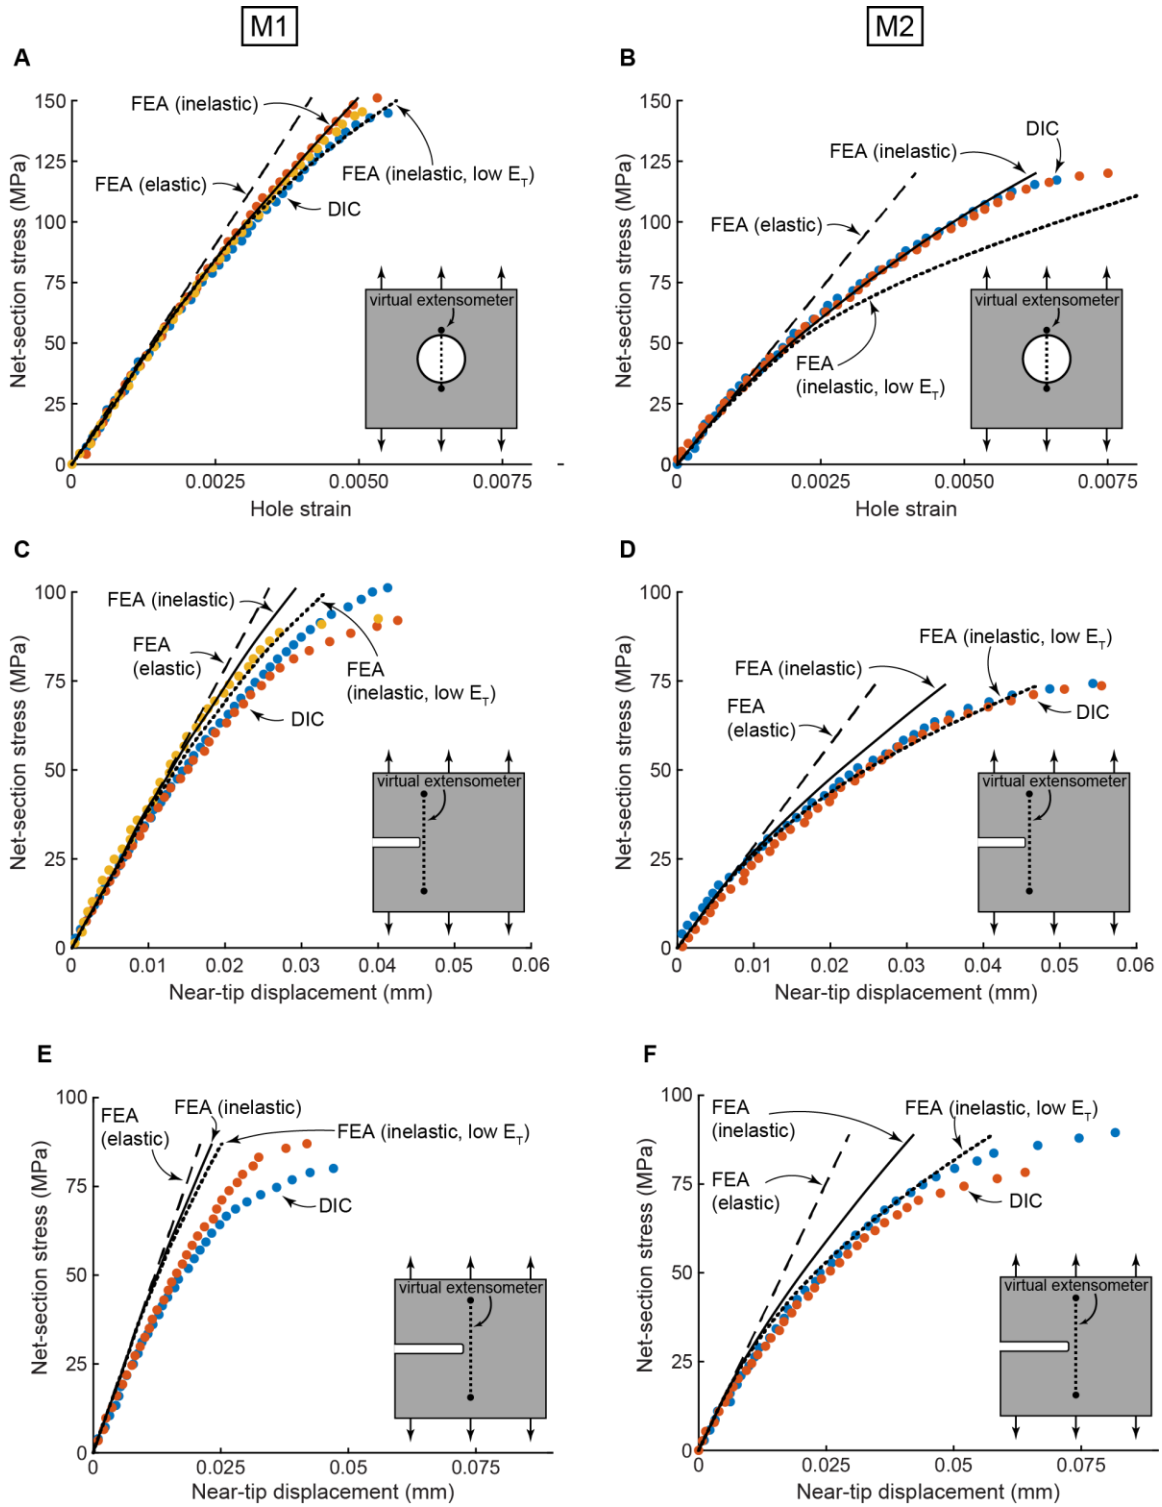 M1
M2
A
150
125
100
75
50
25
0
0
0.0025
0.0050
0.0075
Net-section stress (MPa)
Hole strain
FEA (inelastic)
FEA (elastic)
FEA
(inelastic, low E_T)
DIC
virtual extensometer
B
150
125
100
75
50
25
0
0
0.0025
0.0050
0.0075
Net-section stress (MPa)
Hole strain
DIC
FEA (inelastic)
FEA (elastic)
FEA
(inelastic, low E_T)
virtual extensometer
C
100
75
50
25
0
0
0.01
0.02
0.03
0.04
0.05
0.06
Net-section stress (MPa)
Near-tip displacement (mm)
FEA (inelastic)
FEA
(elastic)
FEA
(inelastic, low E_T)
DIC
virtual extensometer
D
100
75
50
25
0
0
0.01
0.02
0.03
0.04
0.05
0.06
Net-section stress (MPa)
Near-tip displacement (mm)
FEA (inelastic, low E_T)
FEA (inelastic)
FEA
(elastic)
DIC
virtual extensometer
E
100
75
50
25
0
0
0.025
0.05
0.075
Net-section stress (MPa)
Near-tip displacement (mm)
FEA
(elastic)
FEA (inelastic)
FEA (inelastic, low E_T)
DIC
virtual extensometer
F
100
75
50
25
0
0
0.025
0.05
0.075
Net-section stress (MPa)
Near-tip displacement (mm)
FEA
(inelastic)
FEA (inelastic, low E_T)
FEA
(elastic)
DIC
virtual extensometer